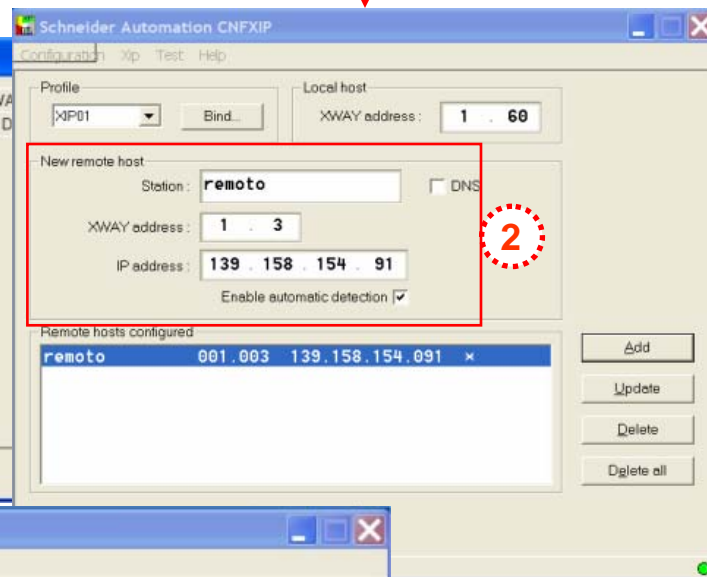 Schneider Automation CNFXIP
Configuration Xip Test Help
Profile
XIP01
Bind...
Local host
XWAY address : 1 . 60
New remote host
Station : remoto
DNS
XWAY address : 1 . 3
IP address : 139 . 158 . 154 . 91
Enable automatic detection
2
Remote hosts configured
remoto 001.003 139.158.154.091 ×
Add
Update
Delete
Delete all